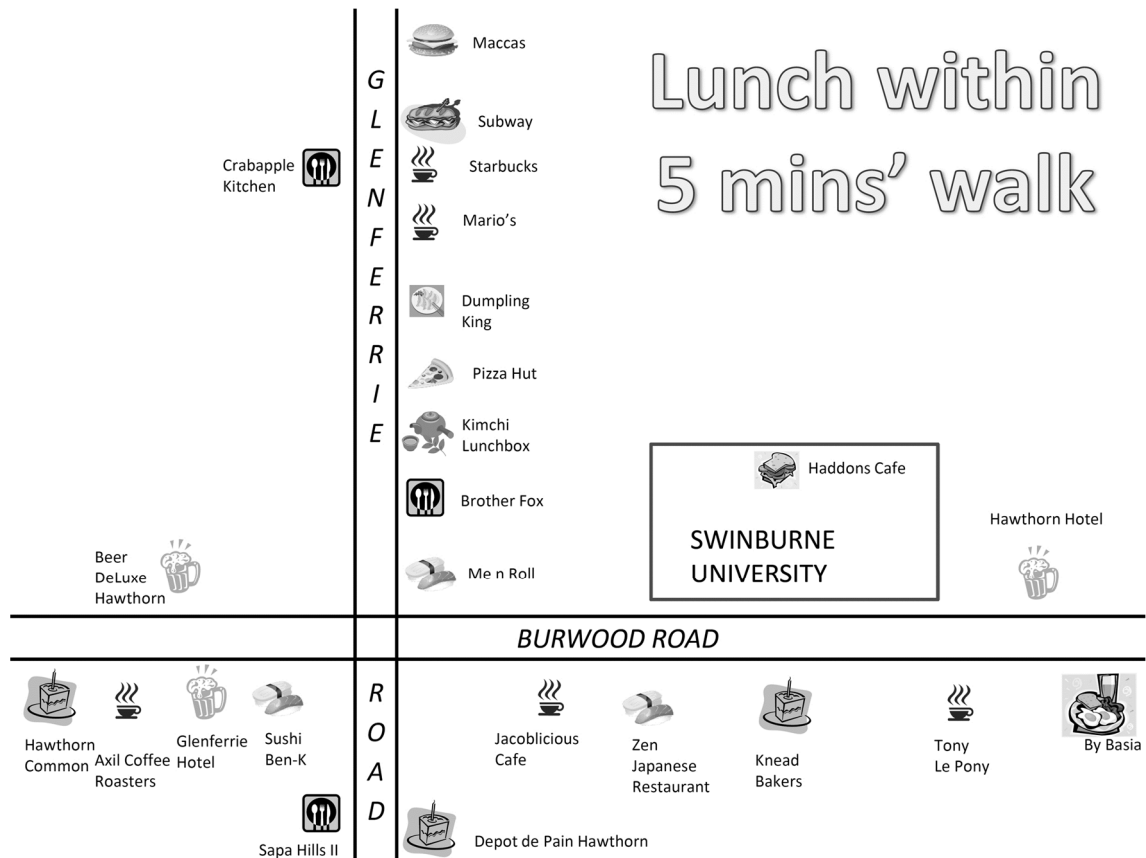 Lunch within
5 mins’ walk
GLENFERRIE
ROAD
Maccas
Subway
Crabapple
Kitchen
Starbucks
Mario’s
Dumpling
King
Pizza Hut
Kimchi
Lunchbox
Brother Fox
Me n Roll
Haddons Cafe
SWINBURNE
UNIVERSITY
Hawthorn Hotel
Beer
DeLuxe
Hawthorn
BURWOOD ROAD
Hawthorn
Common
Axil Coffee
Roasters
Glenferrie
Hotel
Sushi
Ben-K
Jacoblicious
Cafe
Zen
Japanese
Restaurant
Knead
Bakers
Tony
Le Pony
By Basia
Sapa Hills II
Depot de Pain Hawthorn